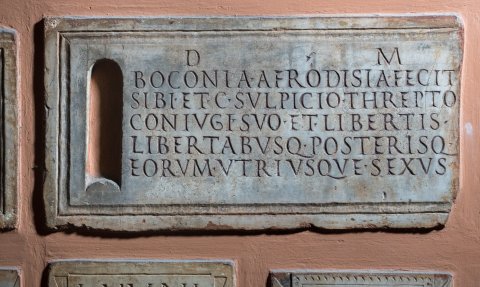 D M
BOCONIA·AFRODISIA·FECIT
SIBI·ET·C·SVLPICIO·THREPTO
CONIVGI·SVO·ET·LIBERTIS·
LIBERTABVSQ·POSTERISQ
EORVM·VTRIVSQVE·SEXVS